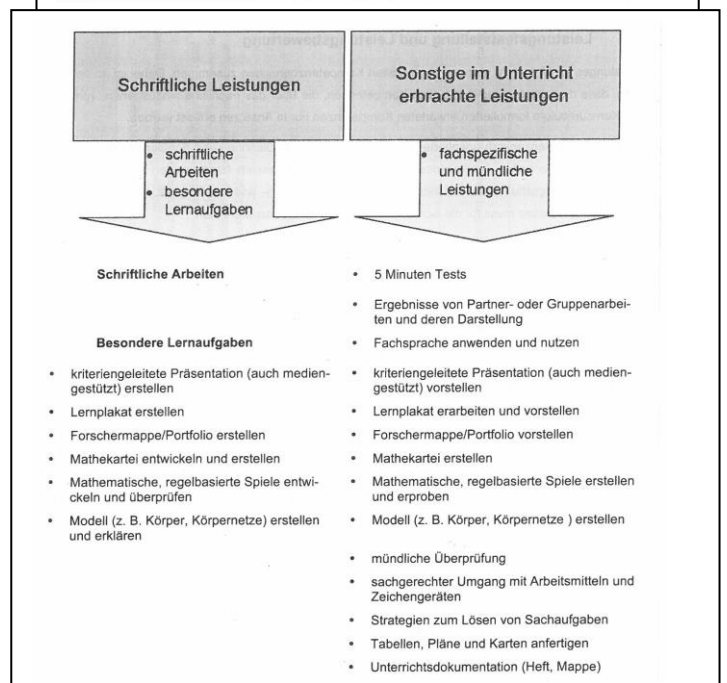 Schriftliche Leistungen
• schriftliche
Arbeiten
• besondere
Lernaufgaben
Schriftliche Arbeiten
Besondere Lernaufgaben
• kriteriengeleitete Präsentation (auch medien-
gestützt) erstellen
• Lernplakat erstellen
• Forschermappe/Portfolio erstellen
• Mathekartei entwickeln und erstellen
• Mathematische, regelbasierte Spiele entwi-
ckeln und überprüfen
• Modell (z. B. Körper, Körpernetze) erstellen
und erklären
Sonstige im Unterricht
erbrachte Leistungen
• fachspezifische
und mündliche
Leistungen
• 5 Minuten Tests
• Ergebnisse von Partner- oder Gruppenarbei-
ten und deren Darstellung
• Fachsprache anwenden und nutzen
• kriteriengeleitete Präsentation (auch medien-
gestützt) vorstellen
• Lernplakat erarbeiten und vorstellen
• Forschermappe/Portfolio vorstellen
• Mathekartei erstellen
• Mathematische, regelbasierte Spiele erstellen
und erproben
• Modell (z. B. Körper, Körpernetze ) erstellen
• mündliche Überprüfung
• sachgerechter Umgang mit Arbeitsmitteln und
Zeichengeräten
• Strategien zum Lösen von Sachaufgaben
• Tabellen, Pläne und Karten anfertigen
• Unterrichtsdokumentation (Heft, Mappe)